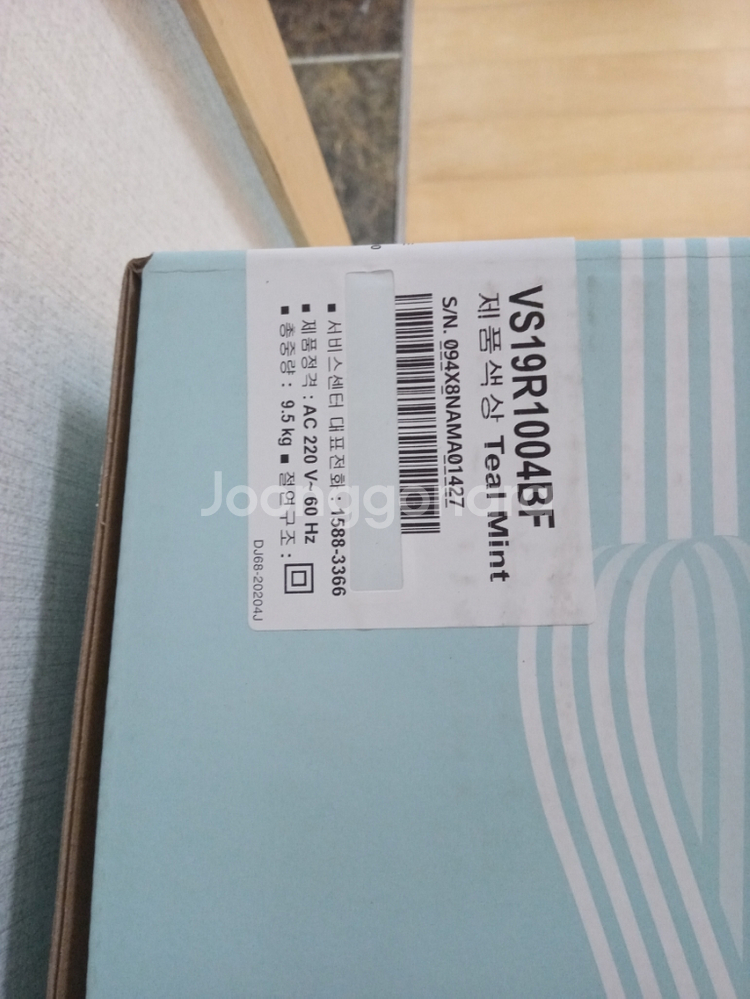 VS19R1004BF
제품색상 Teal Mint
S/N. 094X8NAMA01427
■ 서비스센터 대표전화 : 1588-3366
■ 제품정격 : AC 220 V~ 60 Hz
■ 총중량 : 9.5 kg ■ 절연구조 :
DJ68-20204J
Joonggonara